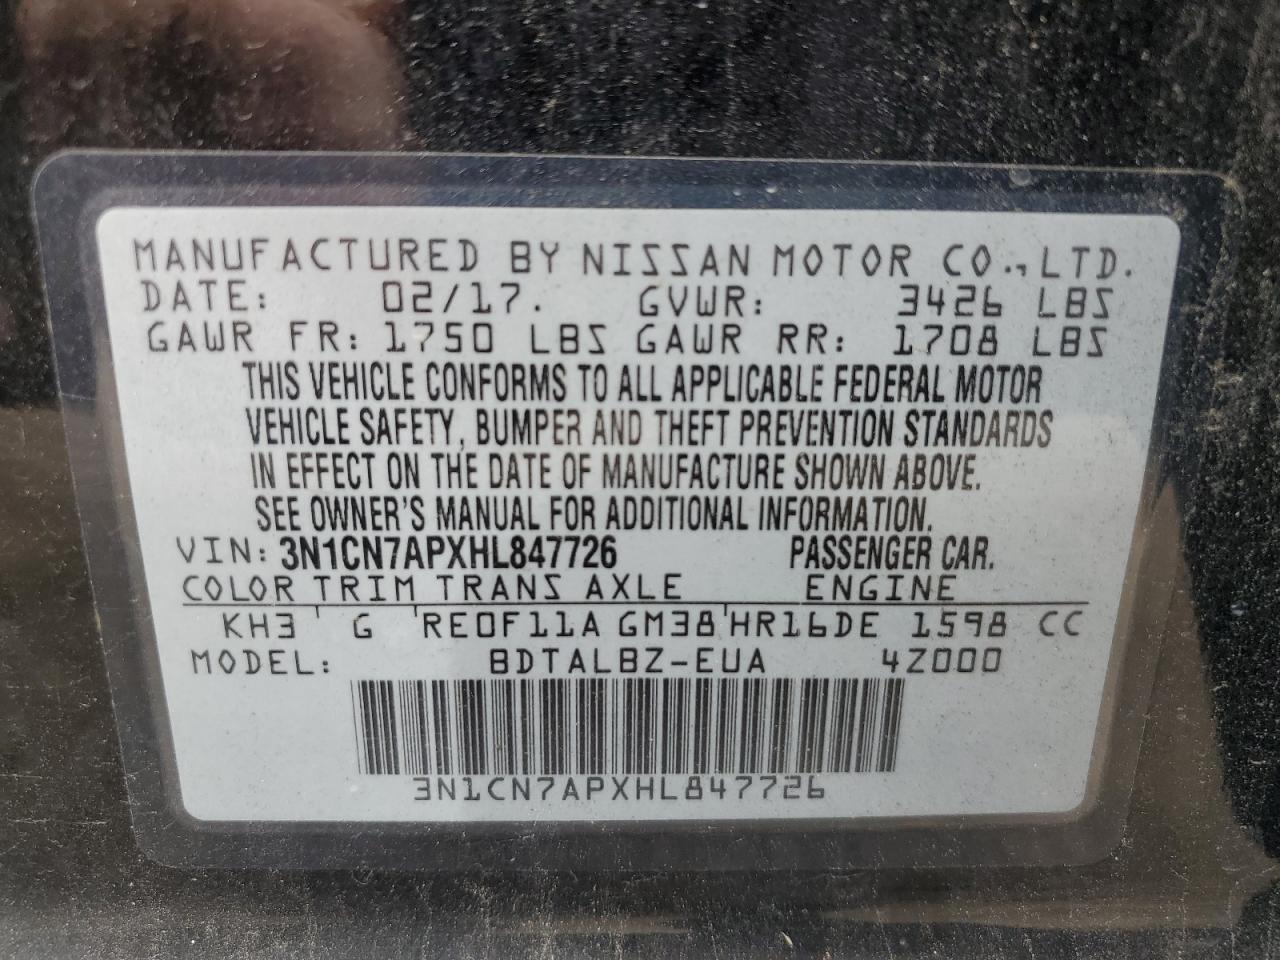 MANUFACTURED BY NISSAN MOTOR CO., LTD.
DATE: 02/17. GVWR: 3426 LBS
GAWR FR: 1750 LBS GAWR RR: 1708 LBS
THIS VEHICLE CONFORMS TO ALL APPLICABLE FEDERAL MOTOR
VEHICLE SAFETY, BUMPER AND THEFT PREVENTION STANDARDS
IN EFFECT ON THE DATE OF MANUFACTURE SHOWN ABOVE.
SEE OWNER'S MANUAL FOR ADDITIONAL INFORMATION.
VIN: 3N1CN7APXHL847726 PASSENGER CAR.
COLOR TRIM TRANS AXLE ENGINE
KH3 G RE0F11A GM38 HR16DE 1598 CC
MODEL: BDTALBZ-EUA 4Z000
3N1CN7APXHL847726